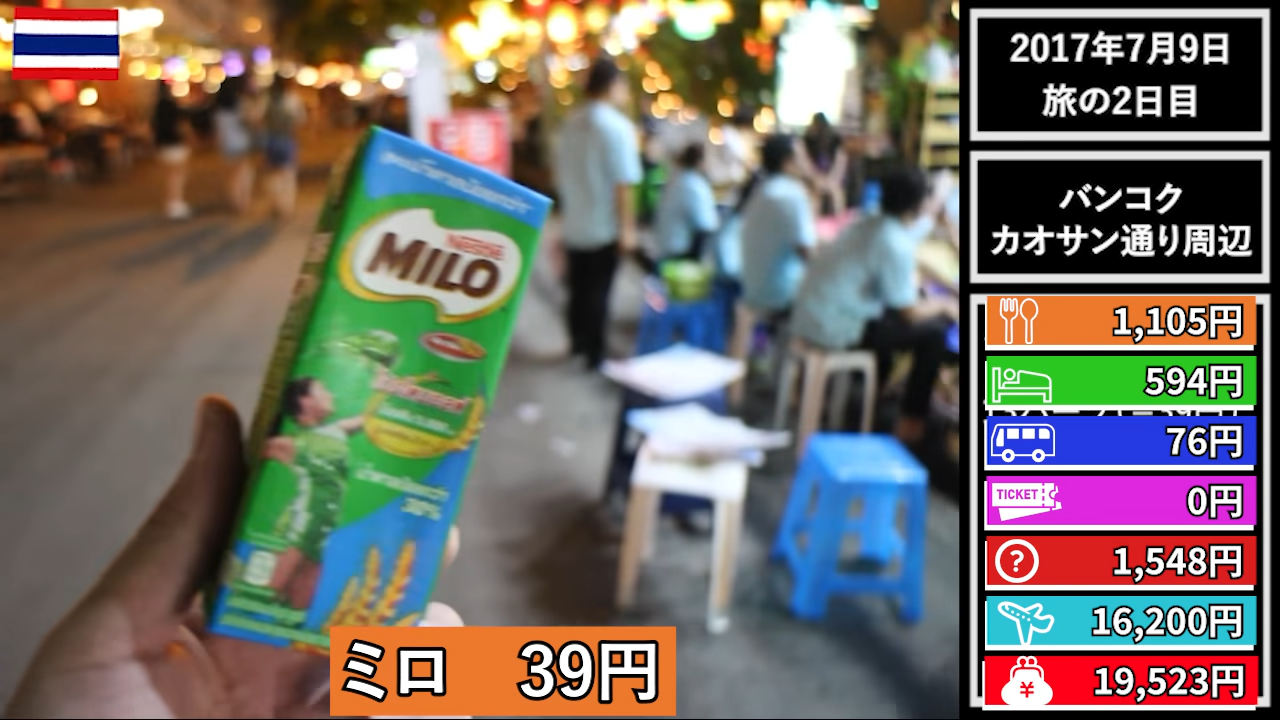 2017年7月9日
旅の2日目
バンコク
カオサン通り周辺
1,105円
594円
76円
TICKET
0円
?
1,548円
16,200円
¥
19,523円
Nestle
MILO
ミロ 39円